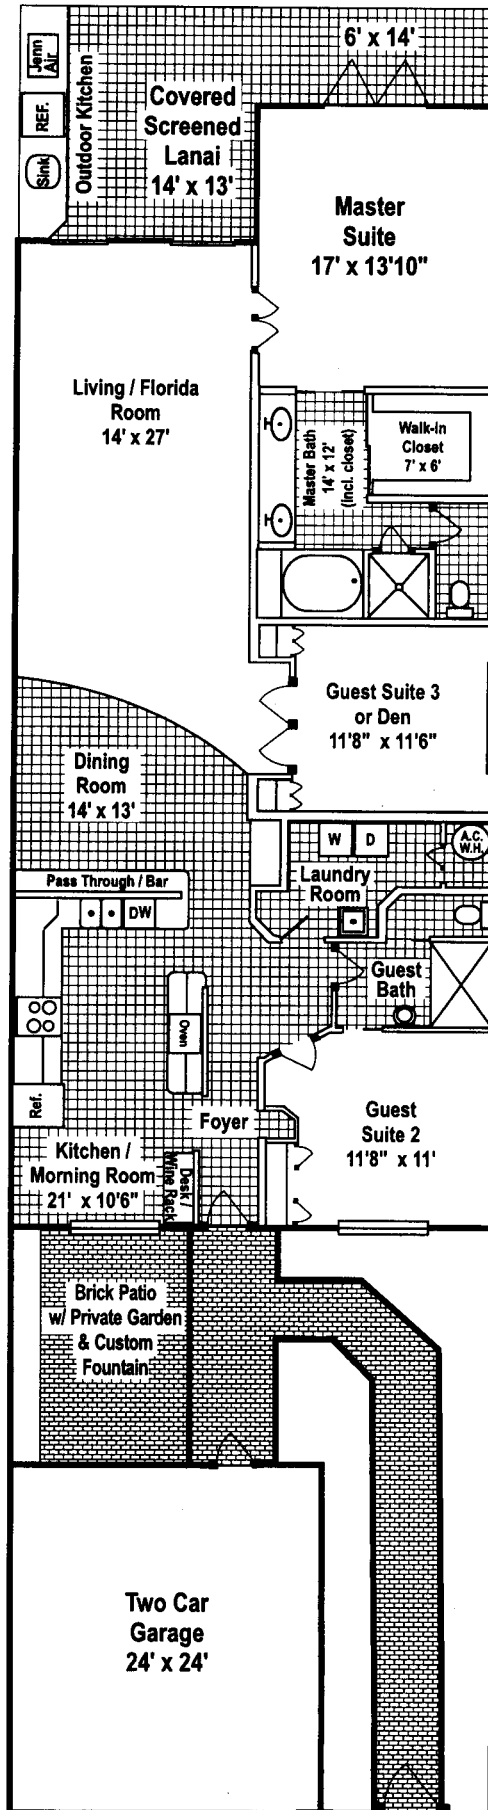 6' x 14'
Jenn
Air
REF.
Sink
Outdoor Kitchen
Covered
Screened
Lanai
14' x 13'
Master
Suite
17' x 13'10"
Living / Florida
Room
14' x 27'
Master Bath
14' x 12'
(incl. closet)
Walk-In
Closet
7' x 6'
Guest Suite 3
or Den
11'8" x 11'6"
Dining
Room
14' x 13'
W
D
A.C.
W.H.
Laundry
Room
Pass Through / Bar
DW
Guest
Bath
Oven
Ref.
Foyer
Guest
Suite 2
11'8" x 11'
Kitchen /
Morning Room
21' x 10'6"
Desk /
Wine Rack
Brick Patio
w/ Private Garden
& Custom
Fountain
Two Car
Garage
24' x 24'